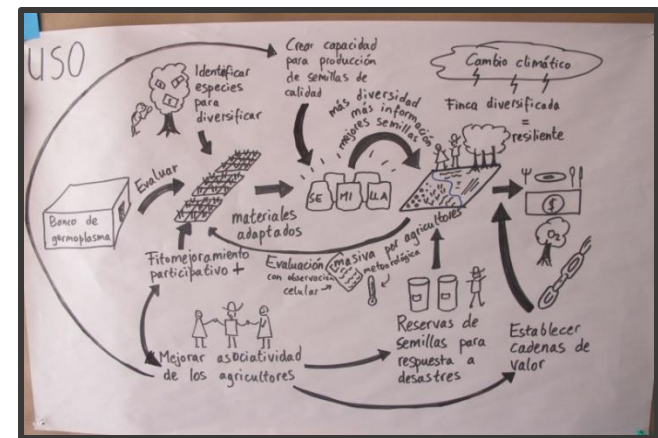 USO
Identificar
especies
para
diversificar
Crear capacidad
para producción
de semillas de
calidad
Cambio climático
Finca diversificada
=
resiliente
más diversidad
más información
mejores semillas
Evaluar
Banco de
germoplasma
materiales
adaptados
SE MI LLA
$
O2
Fitomejoramiento
participativo +
Evaluación masiva por agricultores
con observación meteorológica
celular
Mejorar asociatividad
de los agricultores
Reservas de
semillas para
respuesta a
desastres
Establecer
cadenas de
valor